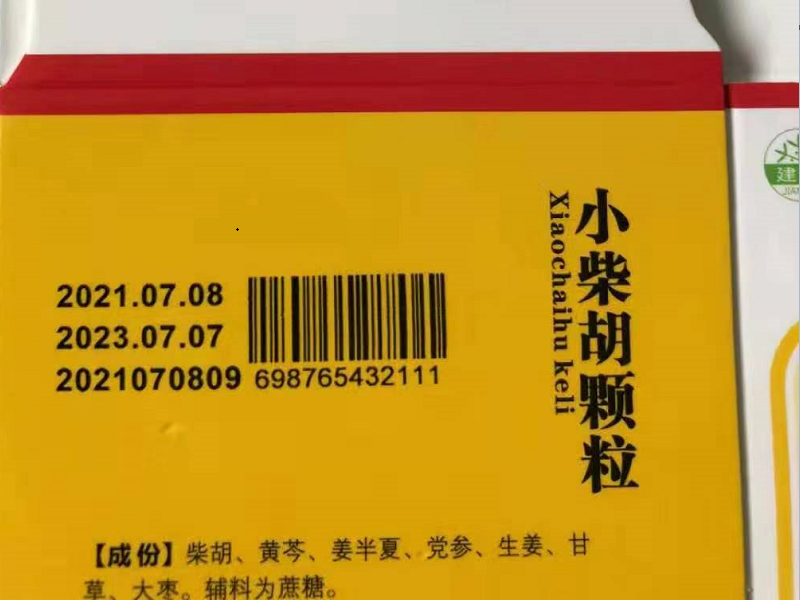 小柴胡颗粒
Xiaochaihu keli
2021.07.08
2023.07.07
2021070809
698765432111
【成份】柴胡、黄芩、姜半夏、党参、生姜、甘
草、大枣。辅料为蔗糖。
建